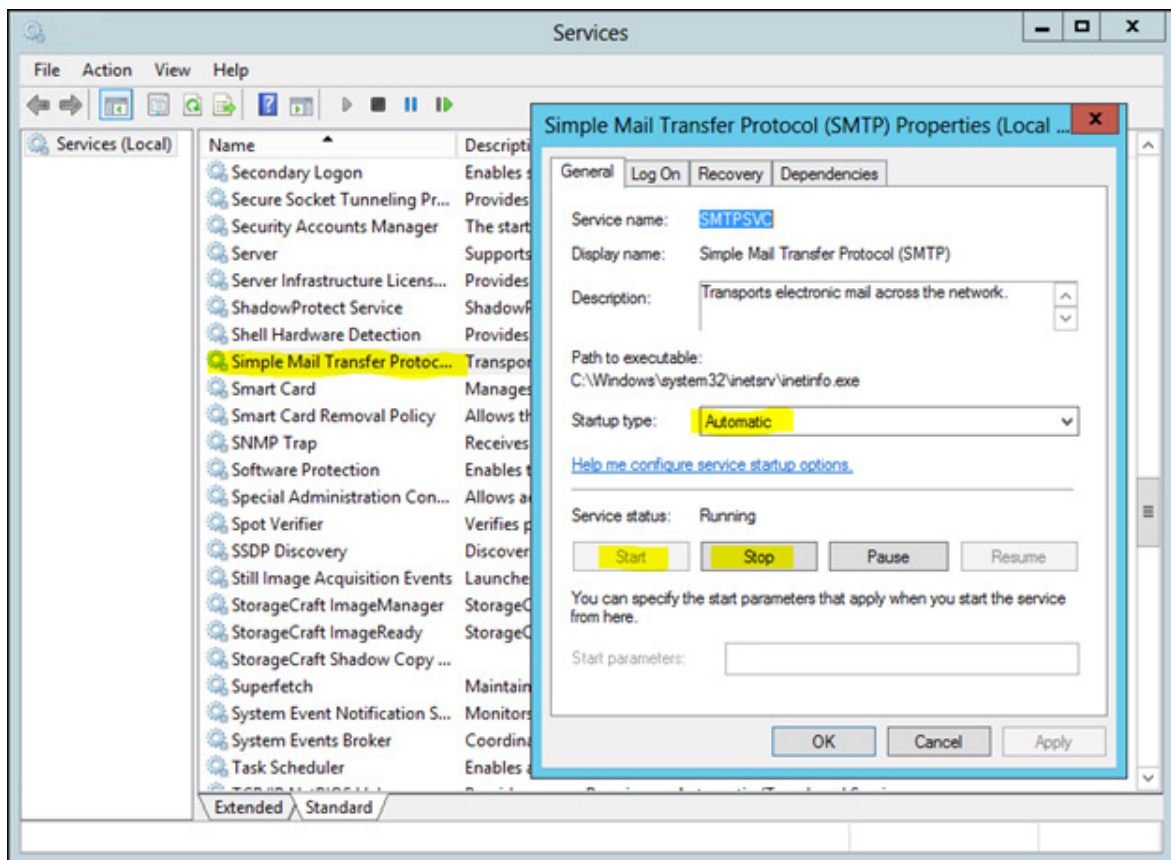 Services
File Action View Help
Services (Local)
Name Descripti
Secondary Logon Enables s
Secure Socket Tunneling Pr... Provides
Security Accounts Manager The start
Server Supports
Server Infrastructure Licens... Provides
ShadowProtect Service ShadowP
Shell Hardware Detection Provides
Simple Mail Transfer Protoc... Transpor
Smart Card Manages
Smart Card Removal Policy Allows th
SNMP Trap Receives
Software Protection Enables t
Special Administration Con... Allows a
Spot Verifier Verifies p
SSDP Discovery Discover
Still Image Acquisition Events Launche
StorageCraft ImageManager StorageC
StorageCraft ImageReady StorageC
StorageCraft Shadow Copy ...
Superfetch Maintain
System Event Notification S... Monitors
System Events Broker Coordina
Task Scheduler Enables a
Extended Standard
Simple Mail Transfer Protocol (SMTP) Properties (Local ...
General Log On Recovery Dependencies
Service name: SMTPSVC
Display name: Simple Mail Transfer Protocol (SMTP)
Description: Transports electronic mail across the network.
Path to executable:
C:\Windows\system32\inetsrv\inetinfo.exe
Startup type: Automatic
Help me configure service startup options.
Service status: Running
Start Stop Pause Resume
You can specify the start parameters that apply when you start the service
from here.
Start parameters:
OK Cancel Apply